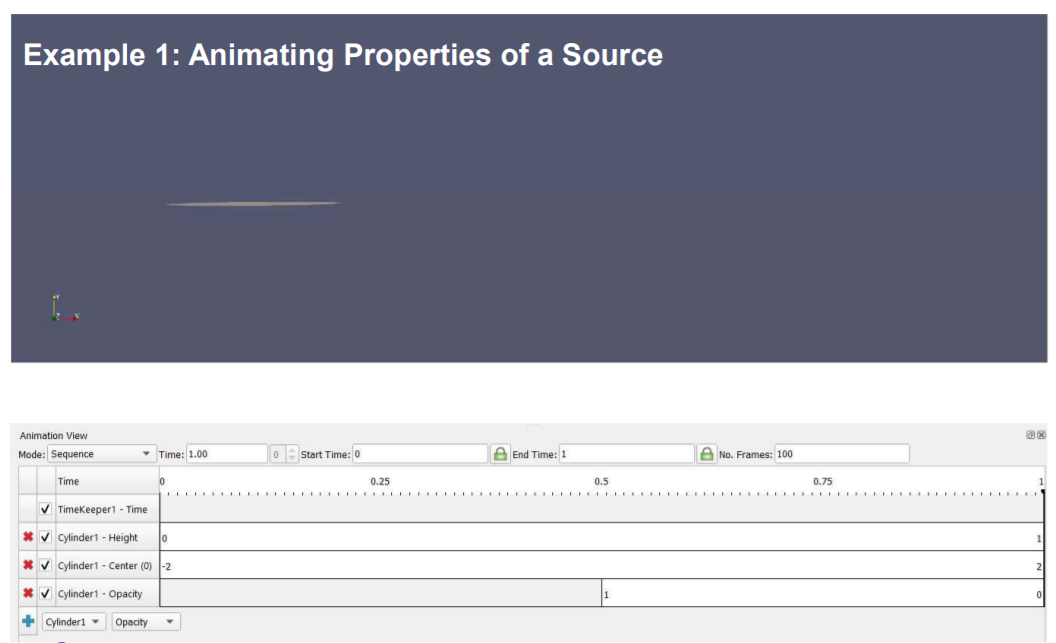 Example 1: Animating Properties of a Source
Y
Z X
Animation View
Mode: Sequence Time: 1.00 0 Start Time: 0 End Time: 1 No. Frames: 100
Time 0 0.25 0.5 0.75 1
TimeKeeper1 - Time
Cylinder1 - Height 0 1
Cylinder1 - Center (0) -2 2
Cylinder1 - Opacity 1 0
Cylinder1 Opacity